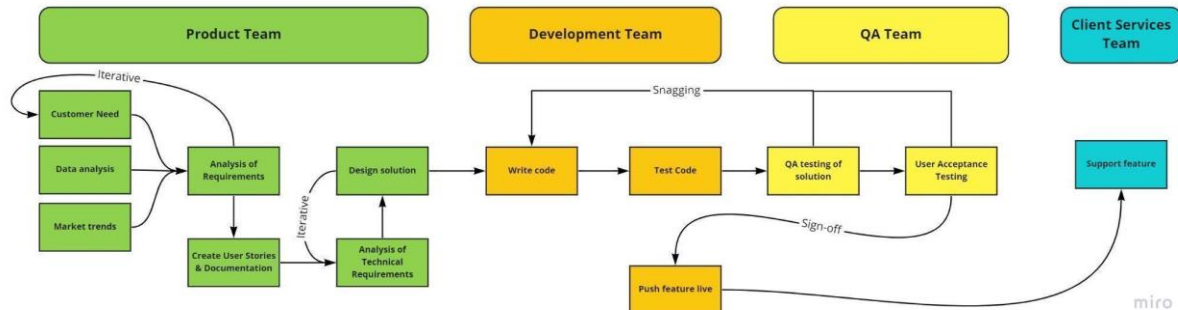 Product Team
Development Team
QA Team
Client Services
Team
Iterative
Snagging
Customer Need
Data analysis
Market trends
Analysis of
Requirements
Create User Stories
& Documentation
Iterative
Design solution
Analysis of
Technical
Requirements
Write code
Test Code
QA testing of
solution
User Acceptance
Testing
Sign-off
Push feature live
Support feature
miro